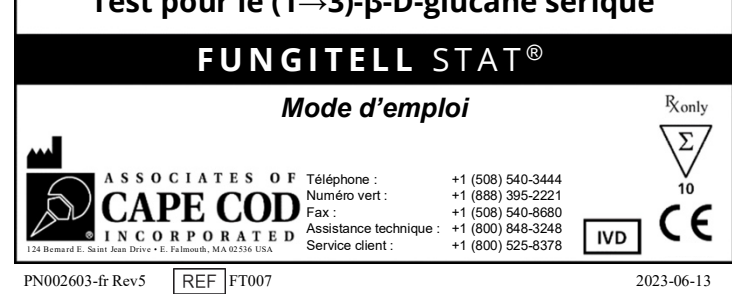 Test pour le (1→3)-β-D-glucane sérique
FUNGITELL STAT®
Mode d’emploi
Rx only
Σ
10
ASSOCIATES OF
CAPE COD
INCORPORATED
124 Bernard E. Saint Jean Drive • E. Falmouth, MA 02536 USA
Téléphone : +1 (508) 540-3444
Numéro vert : +1 (888) 395-2221
Fax : +1 (508) 540-8680
Assistance technique : +1 (800) 848-3248
Service client : +1 (800) 525-8378
IVD
CE
PN002603-fr Rev5 REF FT007 2023-06-13